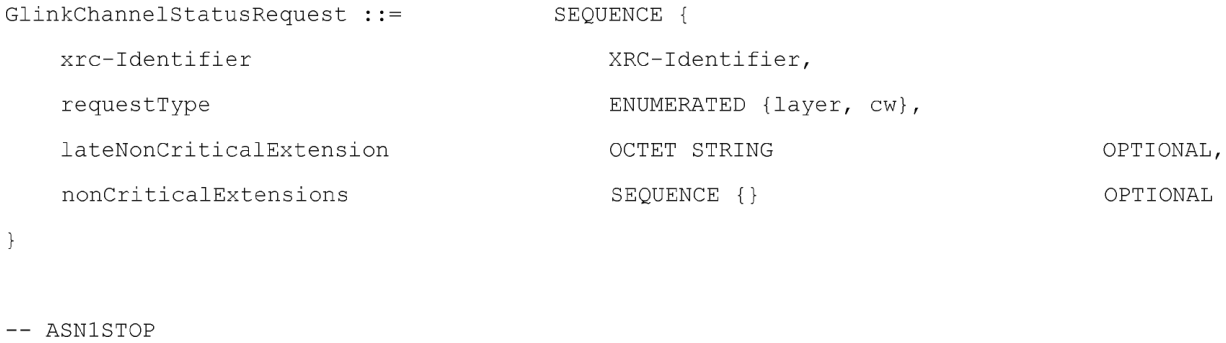 GlinkChannelStatusRequest ::= SEQUENCE {
xrc-Identifier XRC-Identifier,
requestType ENUMERATED {layer, cw},
lateNonCriticalExtension OCTET STRING OPTIONAL,
nonCriticalExtensions SEQUENCE {} OPTIONAL
}
-- ASN1STOP